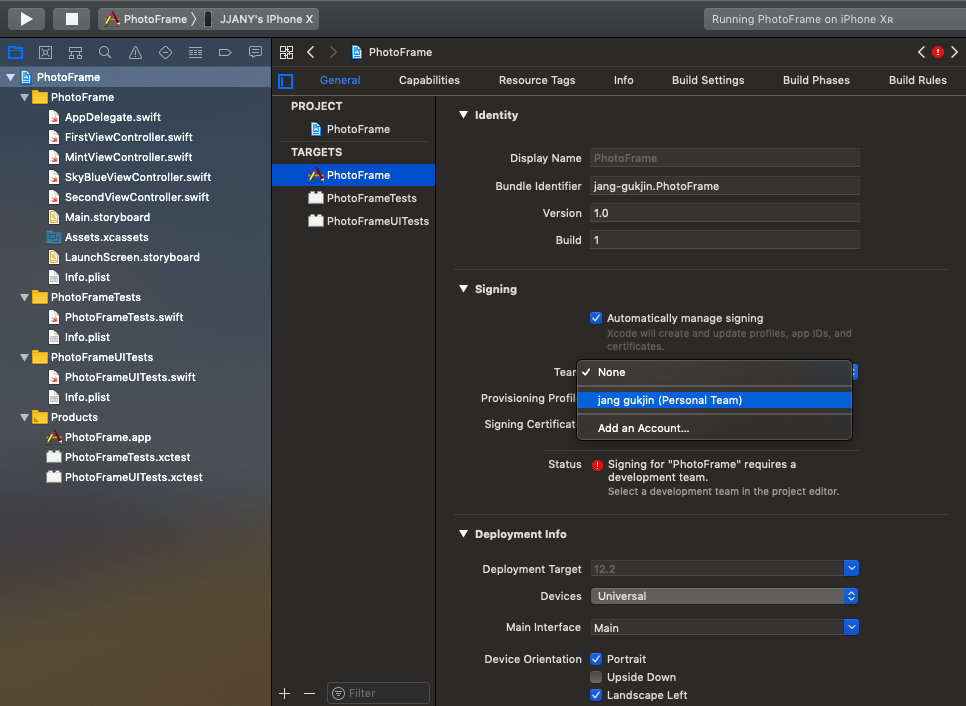 PhotoFrame
JJANY's IPhone X
Running PhotoFrame on iPhone XR
PhotoFrame
PhotoFrame
AppDelegate.swift
FirstViewController.swift
MintViewController.swift
SkyBlueViewController.swift
SecondViewController.swift
Main.storyboard
Assets.xcassets
LaunchScreen.storyboard
Info.plist
PhotoFrameTests
PhotoFrameTests.swift
Info.plist
PhotoFrameUITests
PhotoFrameUITests.swift
Info.plist
Products
PhotoFrame.app
PhotoFrameTests.xctest
PhotoFrameUITests.xctest
PhotoFrame
General Capabilities Resource Tags Info Build Settings Build Phases Build Rules
PROJECT
PhotoFrame
TARGETS
PhotoFrame
PhotoFrameTests
PhotoFrameUITests
Filter
Identity
Display Name PhotoFrame
Bundle Identifier jang-gukjin.PhotoFrame
Version 1.0
Build 1
Signing
Automatically manage signing
Xcode will create and update profiles, app IDs, and
certificates.
Tear
None
jang gukjin (Personal Team)
Add an Account...
Provisioning Profil
Signing Certificat
Status Signing for "PhotoFrame" requires a
development team.
Select a development team in the project editor.
Deployment Info
Deployment Target 12.2
Devices Universal
Main Interface Main
Device Orientation Portrait
Upside Down
Landscape Left